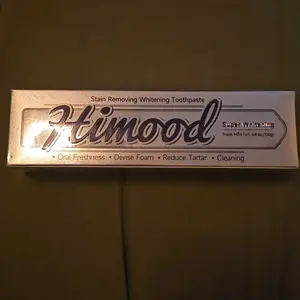 Stain Removing Whitening Toothpaste
Himood
• Oral Freshness • Dense Foam • Reduce Tartar • Cleaning